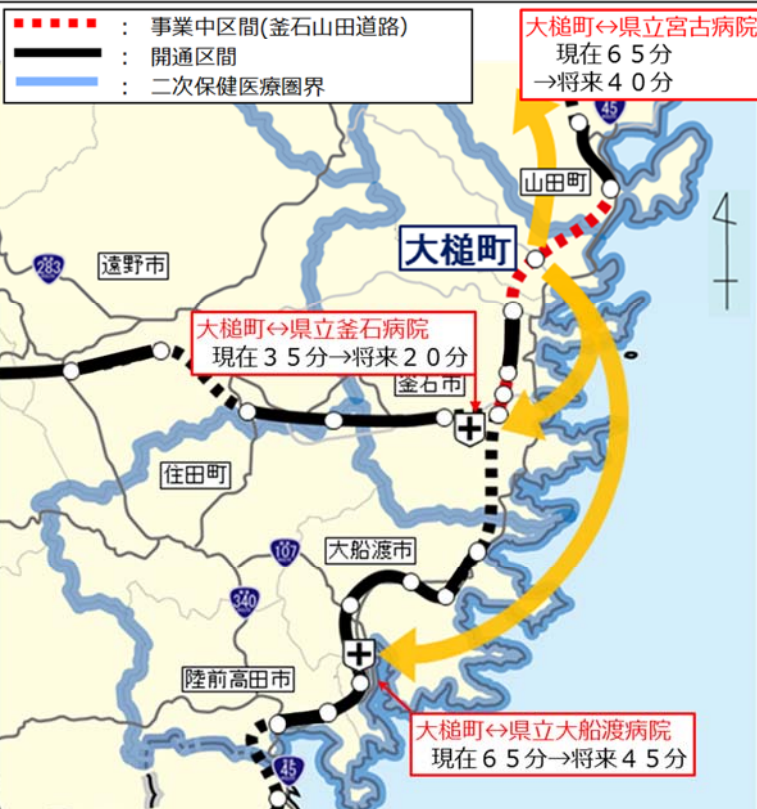 ： 事業中区間(釜石山田道路)
： 開通区間
： 二次保健医療圏界
大槌町↔県立宮古病院
現在６５分
→将来４０分
45
山田町
大槌町
283
遠野市
大槌町↔県立釜石病院
現在３５分→将来２０分
釜石市
住田町
107
大船渡市
340
陸前高田市
大槌町↔県立大船渡病院
現在６５分→将来４５分
45